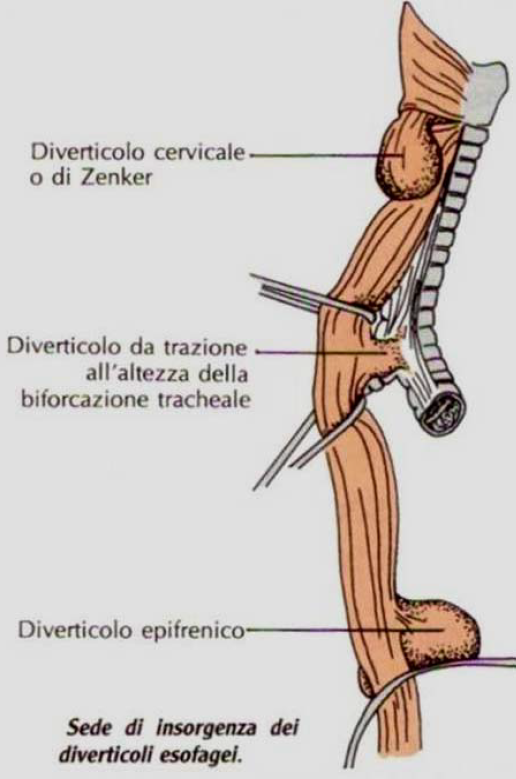 Diverticolo cervicale
o di Zenker
Diverticolo da trazione
all'altezza della
biforcazione tracheale
Diverticolo epifrenico
Sede di insorgenza dei
diverticoli esofagei.